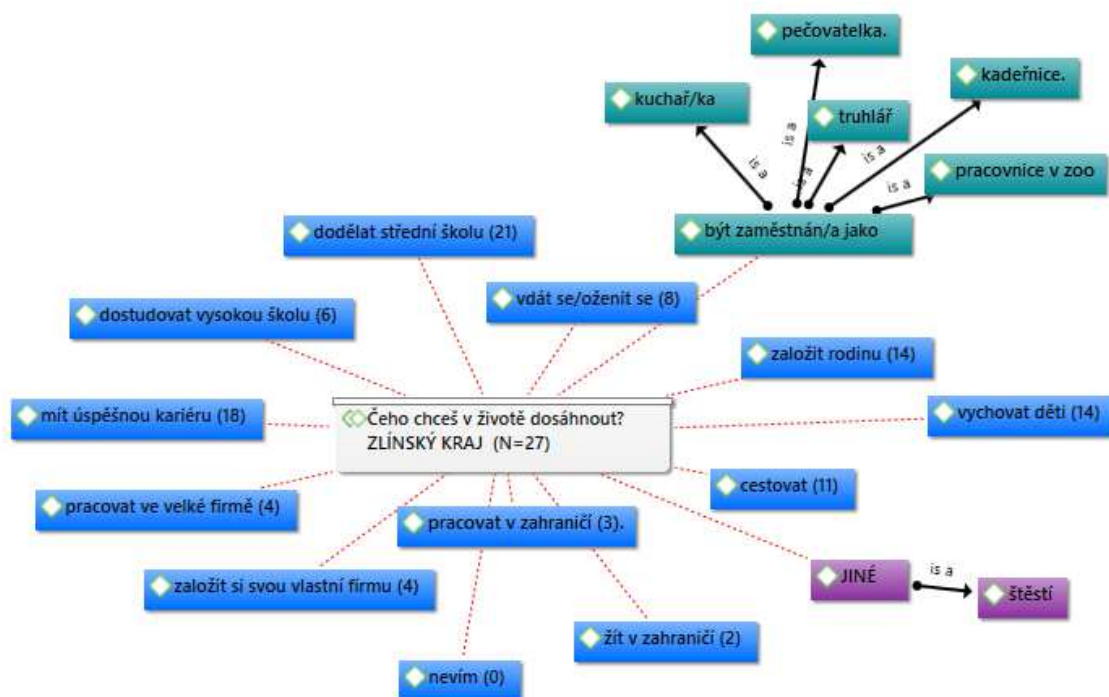 pečovatelka.
kadeřnice.
kuchař/ka
truhlář
is a
is a
is a
is a
is a
pracovnice v zoo
být zaměstnán/a jako
dodělat střední školu (21)
vdát se/oženit se (8)
dostudovat vysokou školu (6)
založit rodinu (14)
mít úspěšnou kariéru (18)
Čeho chceš v životě dosáhnout?
ZLÍNSKÝ KRAJ (N=27)
vychovat děti (14)
cestovat (11)
pracovat ve velké firmě (4)
pracovat v zahraničí (3).
JINÉ
is a
štěstí
založit si svou vlastní firmu (4)
žít v zahraničí (2)
nevím (0)